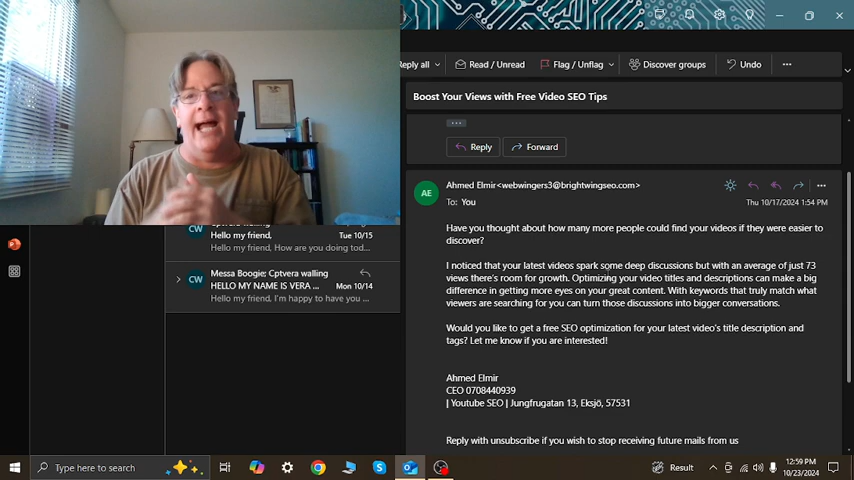 Reply all
Read / Unread
Flag / Unflag
Discover groups
Undo
Boost Your Views with Free Video SEO Tips
Reply
Forward
AE
Ahmed Elmir<webwingers3@brightwingseo.com>
To: You
Thu 10/17/2024 1:54 PM
Have you thought about how many more people could find your videos if they were easier to
discover?
I noticed that your latest videos spark some deep discussions but with an average of just 73
views there's room for growth. Optimizing your video titles and descriptions can make a big
difference in getting more eyes on your great content. With keywords that truly match what
viewers are searching for you can turn those discussions into bigger conversations.
Would you like to get a free SEO optimization for your latest video's title description and
tags? Let me know if you are interested!
Ahmed Elmir
CEO 0708440939
| Youtube SEO | Jungfrugatan 13, Eksjö, 57531
Reply with unsubscribe if you wish to stop receiving future mails from us
CW
Cptvera walling
Hello my friend,
Tue 10/15
Hello my friend, How are you doing tod...
CW
Messa Boogie; Cptvera walling
HELLO MY NAME IS VERA ...
Mon 10/14
Hello my friend, I'm happy to have you ...
Type here to search
Result
12:59 PM
10/23/2024